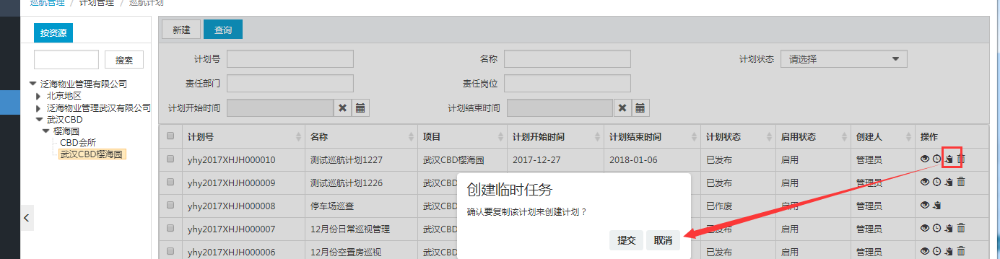 巡航管理 / 计划管理 / 巡航计划
按资源
搜索
泛海物业管理有限公司
北京地区
泛海物业管理武汉有限公司
武汉CBD
樱海园
CBD会所
武汉CBD樱海园
新建 查询
计划号 名称 计划状态 请选择
责任部门 责任岗位
计划开始时间 计划结束时间
计划号 名称 项目 计划开始时间 计划结束时间 计划状态 启用状态 创建人 操作
yhy2017XHJH000010 测试巡航计划1227 武汉CBD樱海园 2017-12-27 2018-01-06 已发布 启用 管理员
yhy2017XHJH000009 测试巡航计划1226 武汉CBD 已发布 启用 管理员
yhy2017XHJH000008 停车场巡查 武汉CBD 已作废 启用 管理员
yhy2017XHJH000007 12月份日常巡视管理 武汉CBD 已发布 启用 管理员
yhy2017XHJH000006 12月份空置房巡视 武汉CBD 已发布 启用 管理员
创建临时任务
确认要复制该计划来创建计划？
提交 取消